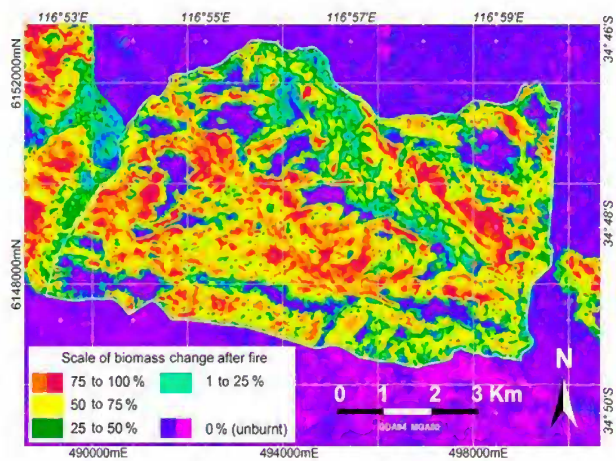 116°53'E 116°55'E 116°57'E 116°59'E
34° 46'S
6152000mN
34° 48'S
6148000mN
Scale of biomass change after fire
75 to 100 % 1 to 25 %
50 to 75 %
25 to 50 % 0 % (unburnt)
0 1 2 3 Km
GDA94 MGA50
N
34° 50'S
490000mE 494000mE 498000mE